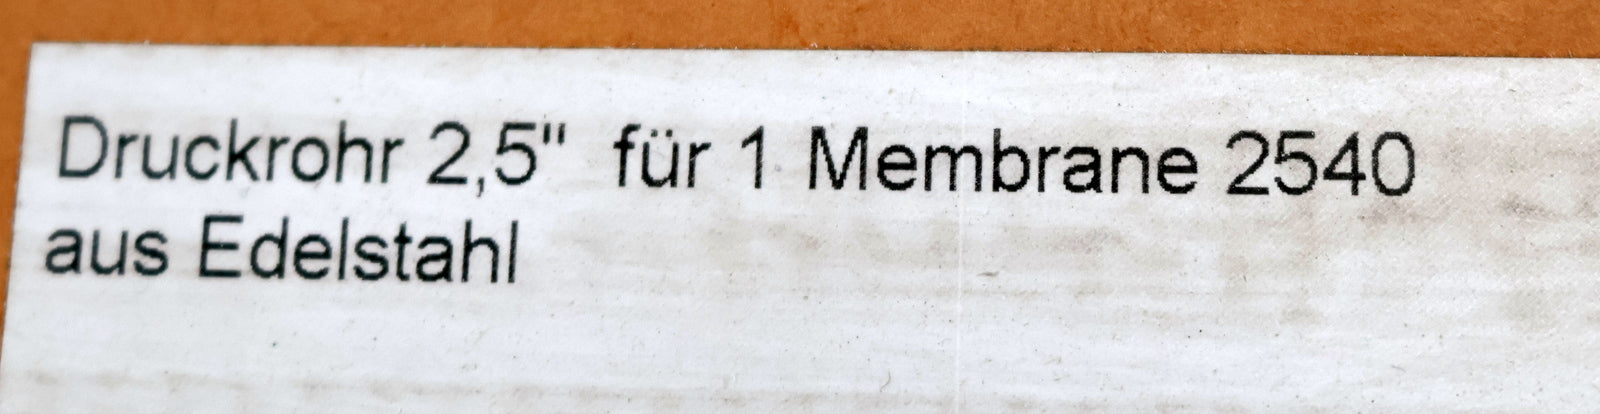 Druckrohr 2,5" für 1 Membrane 2540
aus Edelstahl